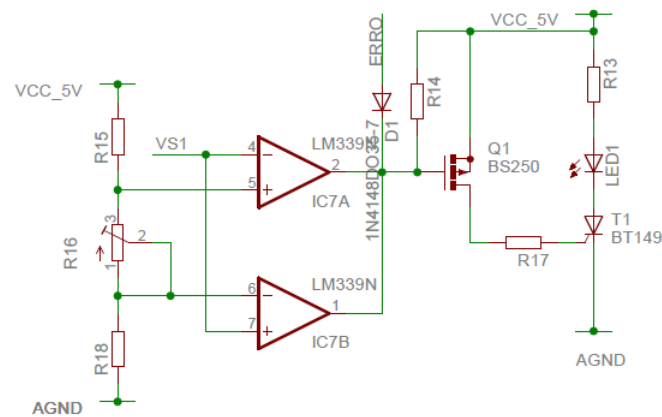 VCC_5V
ERRO
VCC_5V
R13
R14
R15
VS1
4
LM339N
2
5
IC7A
1N4148DO35-7
D1
Q1
BS250
LED1
T1
BT149
R17
3
2
R16
1
LM339N
6
1
7
IC7B
R18
AGND
AGND